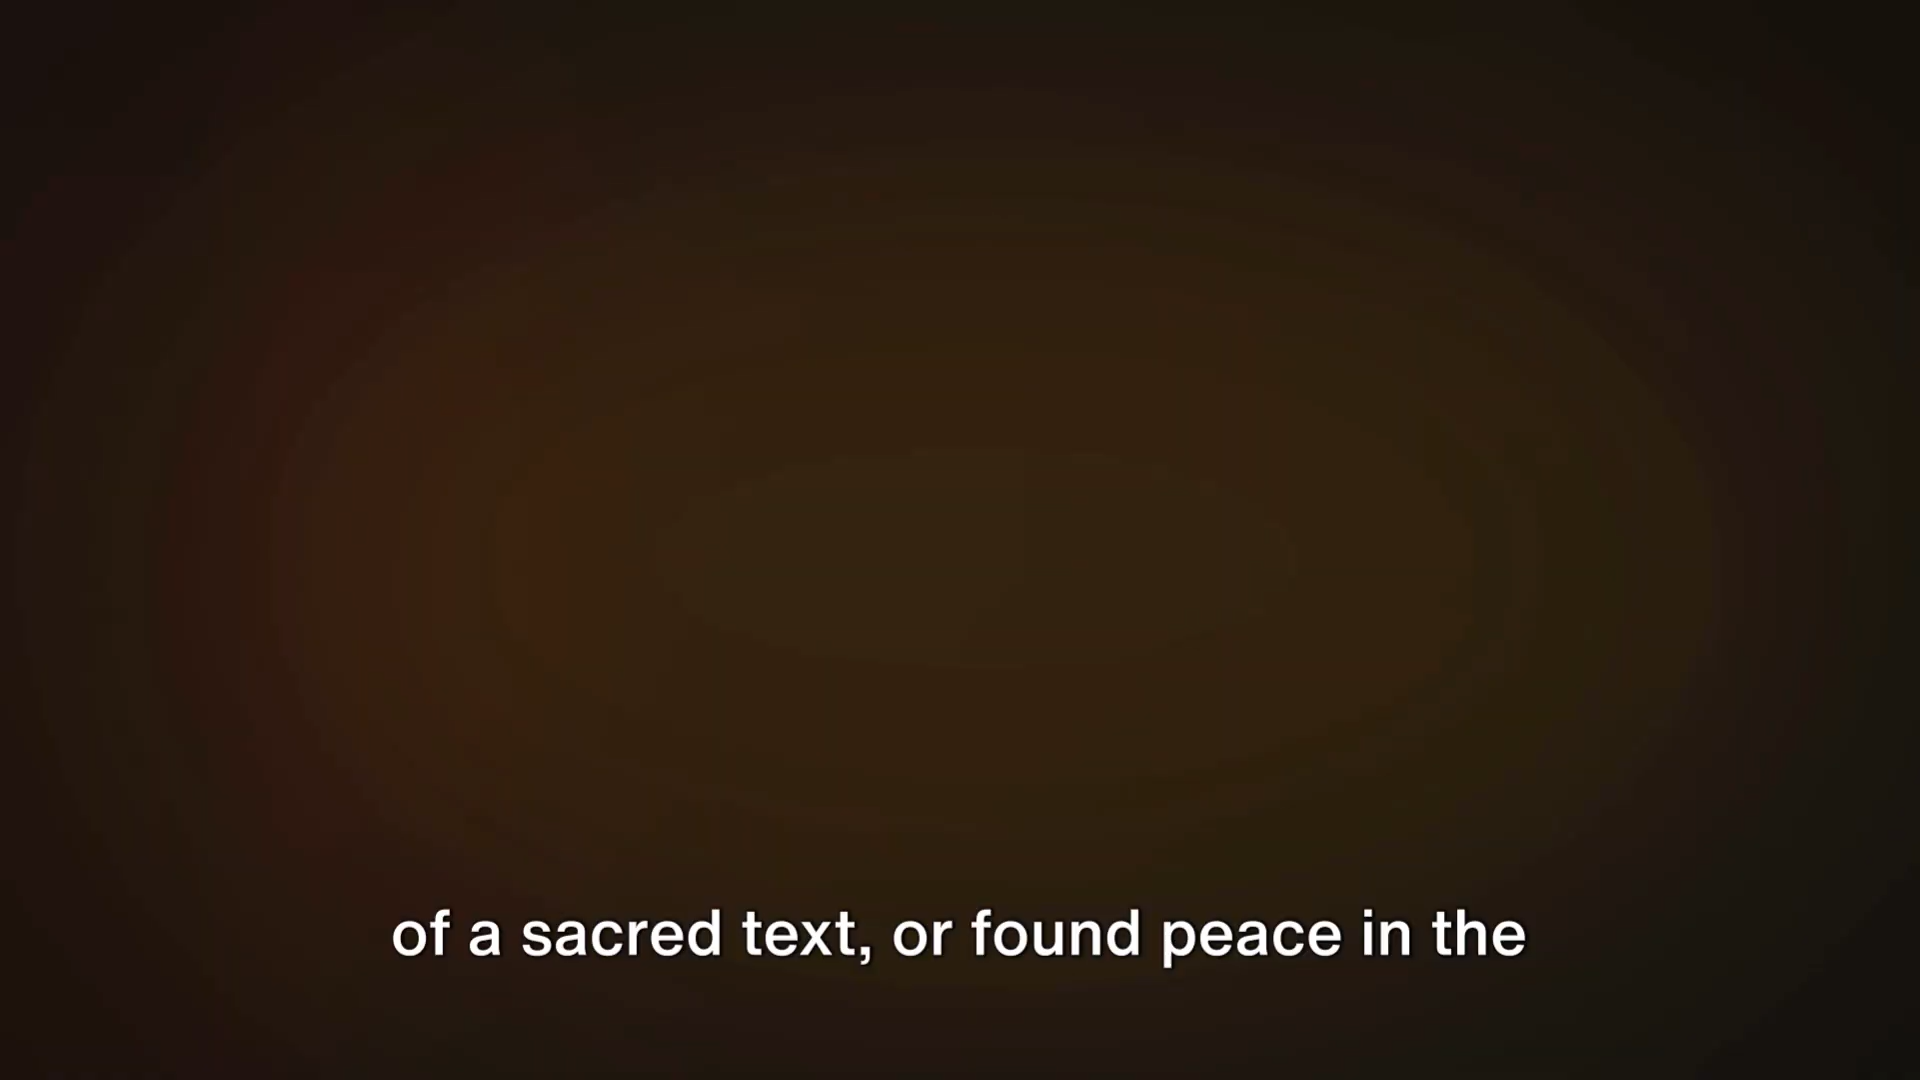 of a sacred text, or found peace in the